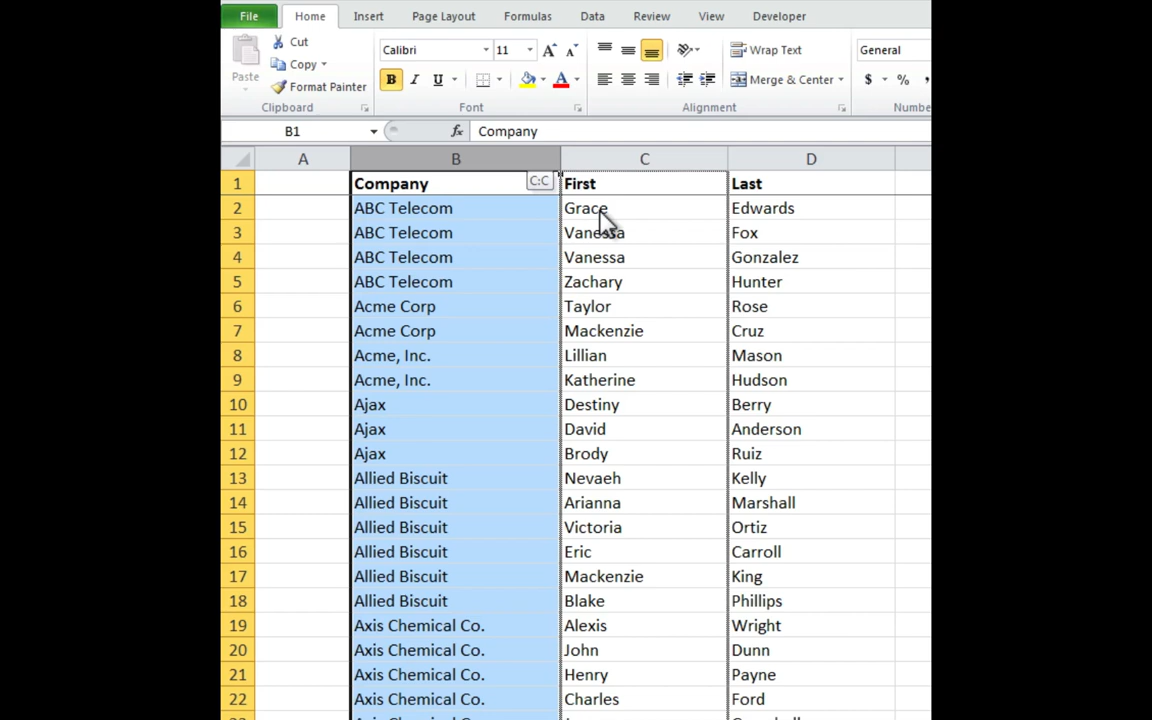 File Home Insert Page Layout Formulas Data Review View Developer
Paste Cut Copy Format Painter Clipboard
Calibri 11 A A B I U A Font
Wrap Text Merge & Center Alignment
General $ % , Numbe
B1 fx Company
A B C D
1 Company C:C First Last
2 ABC Telecom Grace Edwards
3 ABC Telecom Vanessa Fox
4 ABC Telecom Vanessa Gonzalez
5 ABC Telecom Zachary Hunter
6 Acme Corp Taylor Rose
7 Acme Corp Mackenzie Cruz
8 Acme, Inc. Lillian Mason
9 Acme, Inc. Katherine Hudson
10 Ajax Destiny Berry
11 Ajax David Anderson
12 Ajax Brody Ruiz
13 Allied Biscuit Nevaeh Kelly
14 Allied Biscuit Arianna Marshall
15 Allied Biscuit Victoria Ortiz
16 Allied Biscuit Eric Carroll
17 Allied Biscuit Mackenzie King
18 Allied Biscuit Blake Phillips
19 Axis Chemical Co. Alexis Wright
20 Axis Chemical Co. John Dunn
21 Axis Chemical Co. Henry Payne
22 Axis Chemical Co. Charles Ford